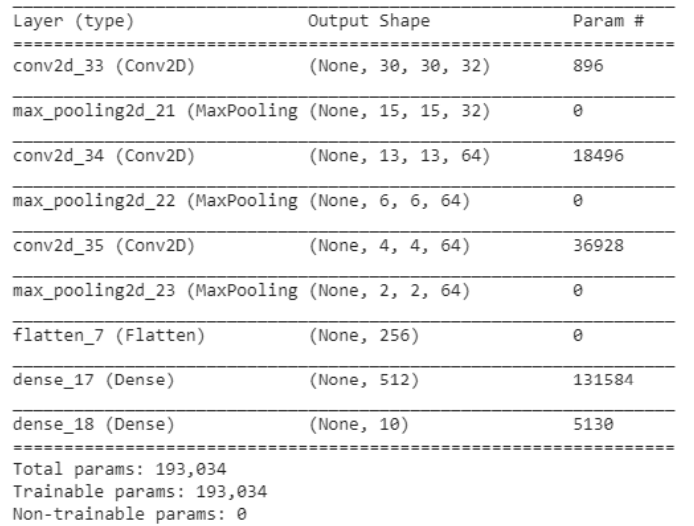 Layer (type) Output Shape Param #
=================================================================
conv2d_33 (Conv2D) (None, 30, 30, 32) 896
_________________________________________________________________
max_pooling2d_21 (MaxPooling (None, 15, 15, 32) 0
_________________________________________________________________
conv2d_34 (Conv2D) (None, 13, 13, 64) 18496
_________________________________________________________________
max_pooling2d_22 (MaxPooling (None, 6, 6, 64) 0
_________________________________________________________________
conv2d_35 (Conv2D) (None, 4, 4, 64) 36928
_________________________________________________________________
max_pooling2d_23 (MaxPooling (None, 2, 2, 64) 0
_________________________________________________________________
flatten_7 (Flatten) (None, 256) 0
_________________________________________________________________
dense_17 (Dense) (None, 512) 131584
_________________________________________________________________
dense_18 (Dense) (None, 10) 5130
=================================================================
Total params: 193,034
Trainable params: 193,034
Non-trainable params: 0